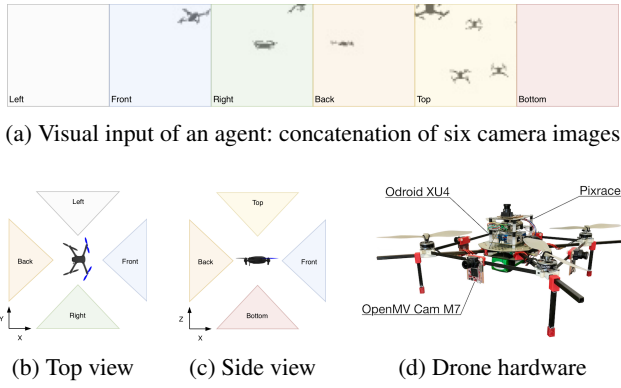 Left Front Right Back Top Bottom
(a) Visual input of an agent: concatenation of six camera images
Left
Back
Front
Right
Y
X
Top
Back
Front
Bottom
Z
X
Odroid XU4
Pixrace
OpenMV Cam M7
(b) Top view (c) Side view (d) Drone hardware